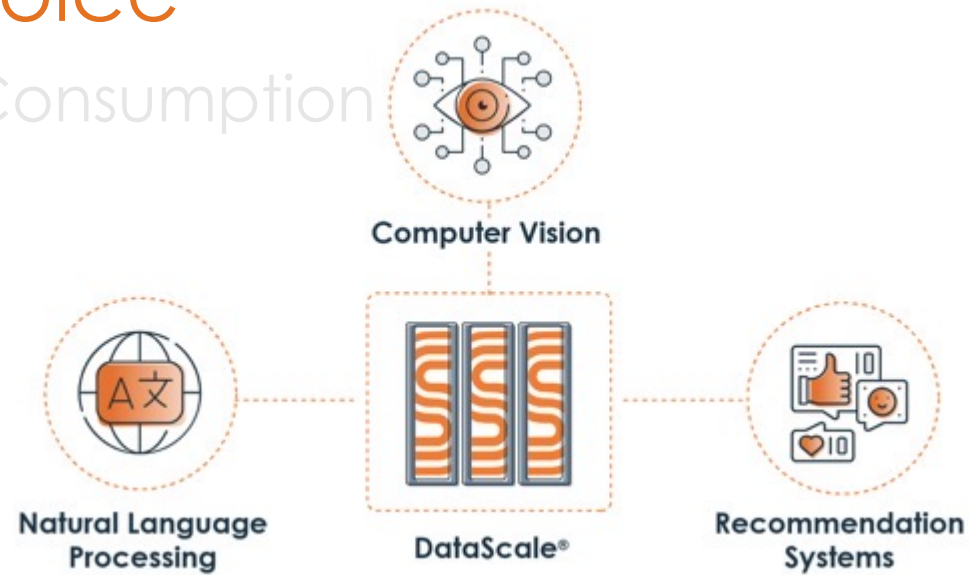 Consumption
Computer Vision
A文
10
10
Natural Language
Processing
DataScale®
Recommendation
Systems